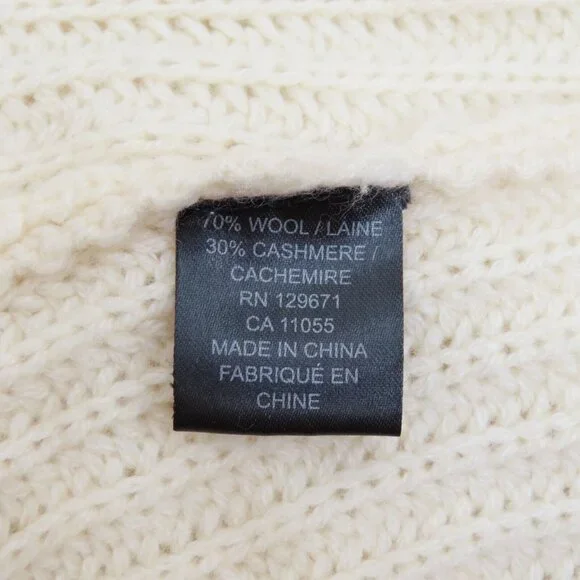 70% WOOL / LAINE
30% CASHMERE /
CACHEMIRE
RN 129671
CA 11055
MADE IN CHINA
FABRIQUÉ EN
CHINE